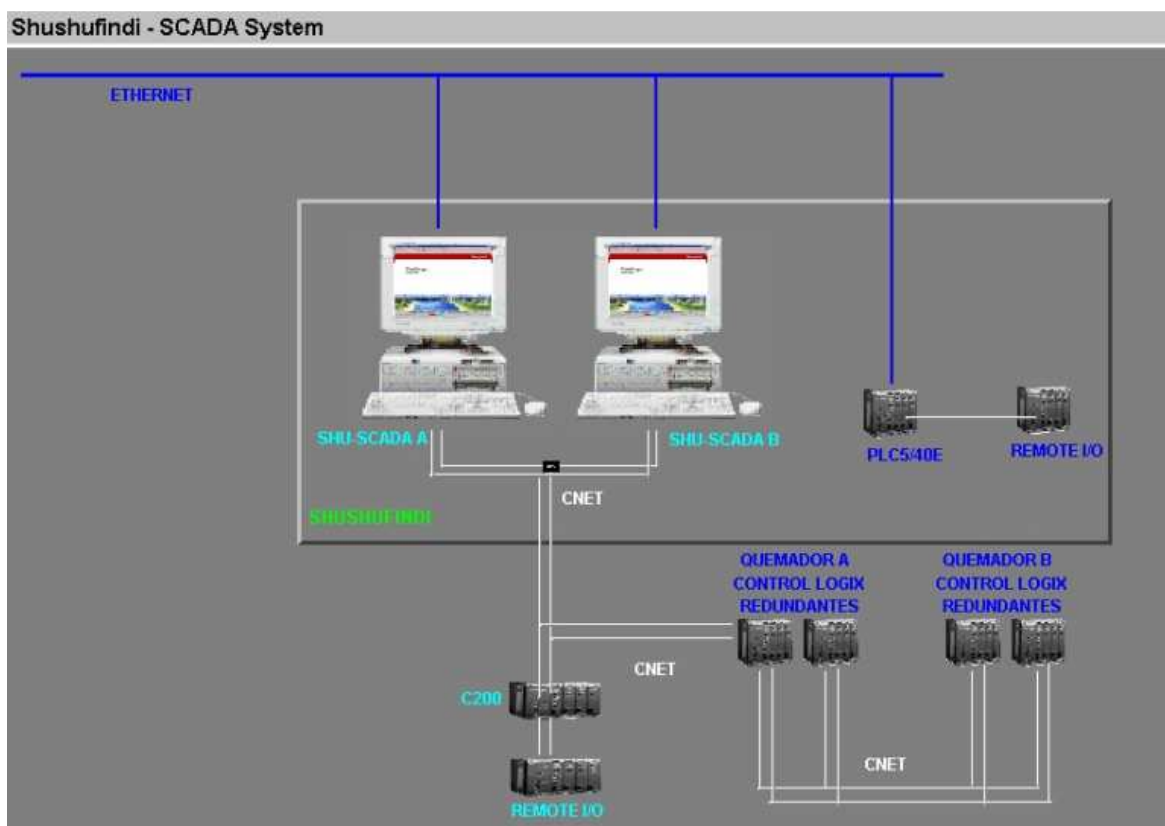 Shushufindi - SCADA System
ETHERNET
SHU-SCADA A
SHU-SCADA B
PLC5/40E
REMOTE I/O
CNET
SHUSHUFINDI
QUEMADOR A
CONTROL LOGIX
REDUNDANTES
QUEMADOR B
CONTROL LOGIX
REDUNDANTES
CNET
C200
CNET
REMOTE I/O